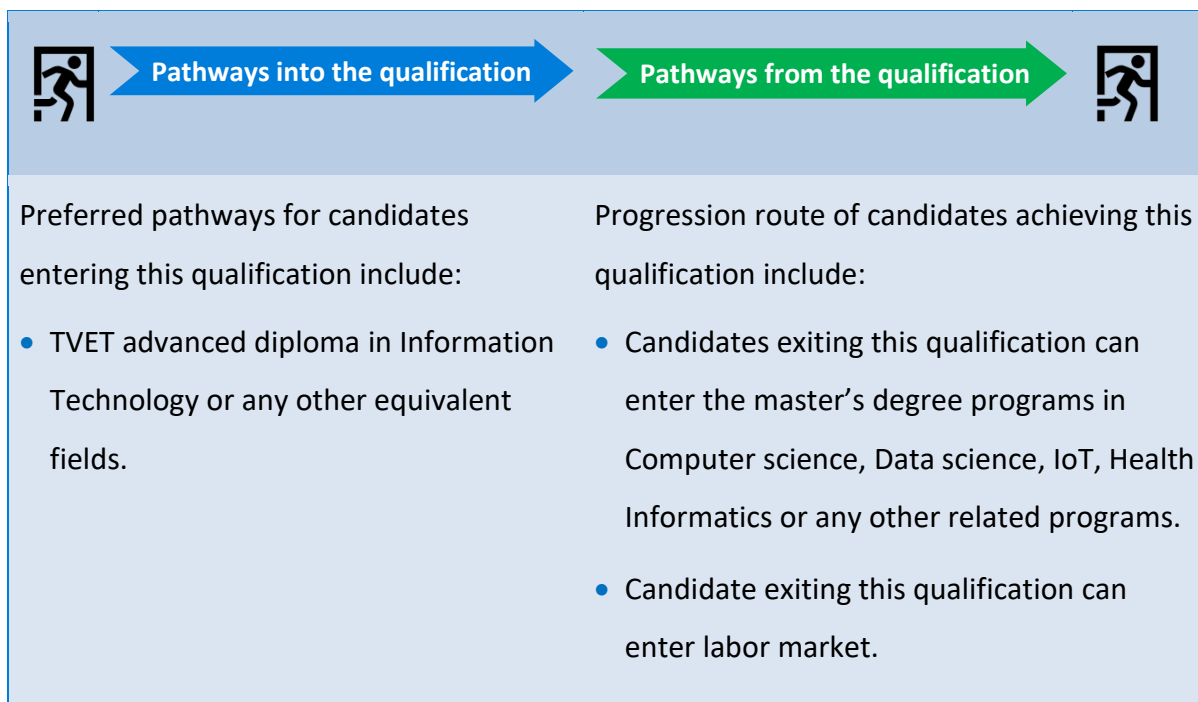 Pathways into the qualification
Pathways from the qualification
Preferred pathways for candidates
entering this qualification include:
• TVET advanced diploma in Information
Technology or any other equivalent
fields.
Progression route of candidates achieving this
qualification include:
• Candidates exiting this qualification can
enter the master’s degree programs in
Computer science, Data science, IoT, Health
Informatics or any other related programs.
• Candidate exiting this qualification can
enter labor market.